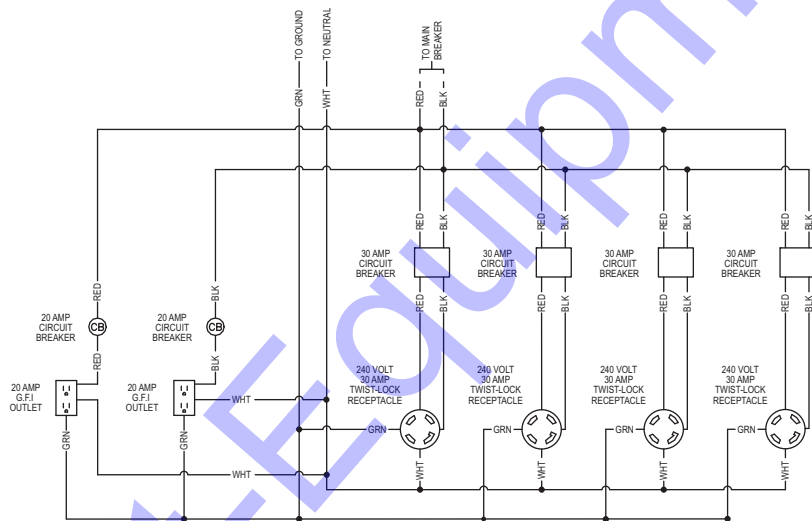 TO GROUND
TO NEUTRAL
TO MAIN
BREAKER
GRN
WHT
RED
BLK
RED
BLK
RED
BLK
RED
BLK
RED
BLK
30 AMP
CIRCUIT
BREAKER
30 AMP
CIRCUIT
BREAKER
30 AMP
CIRCUIT
BREAKER
30 AMP
CIRCUIT
BREAKER
RED
BLK
RED
BLK
RED
BLK
RED
BLK
RED
BLK
20 AMP
CIRCUIT
BREAKER
CB
20 AMP
CIRCUIT
BREAKER
CB
RED
BLK
20 AMP
G.F.I
OUTLET
20 AMP
G.F.I
OUTLET
240 VOLT
30 AMP
TWIST-LOCK
RECEPTACLE
240 VOLT
30 AMP
TWIST-LOCK
RECEPTACLE
240 VOLT
30 AMP
TWIST-LOCK
RECEPTACLE
240 VOLT
30 AMP
TWIST-LOCK
RECEPTACLE
WHT
GRN
GRN
GRN
GRN
GRN
GRN
WHT
WHT
WHT
WHT
WHT
t-Equipm